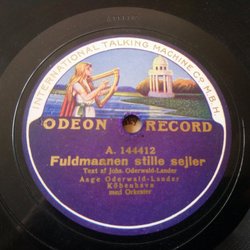 INTERNATIONAL TALKING MACHINE Co. M.B.H.
ODEON RECORD
A. 144412
Fuldmaanen stille sejler
Text af Johs. Oderwald-Lander
Aage Oderwald-Lander
Köbenhavn
med Orkester